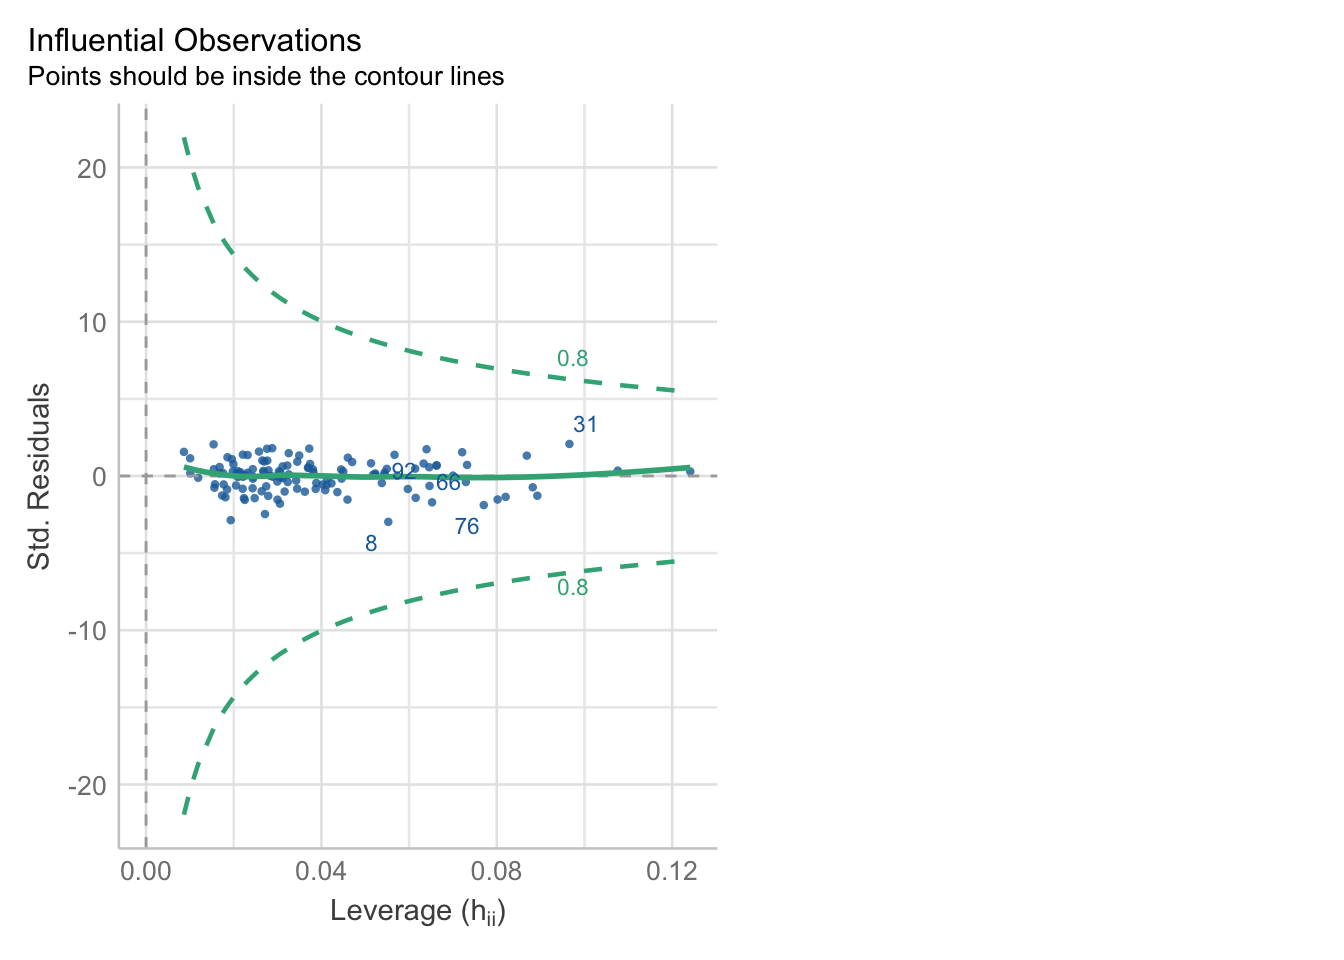 Influential Observations
Points should be inside the contour lines
20
10
0
-10
-20
Std. Residuals
0.8
31
92
66
76
8
0.8
0.00 0.04 0.08 0.12
Leverage (hᵢᵢ)